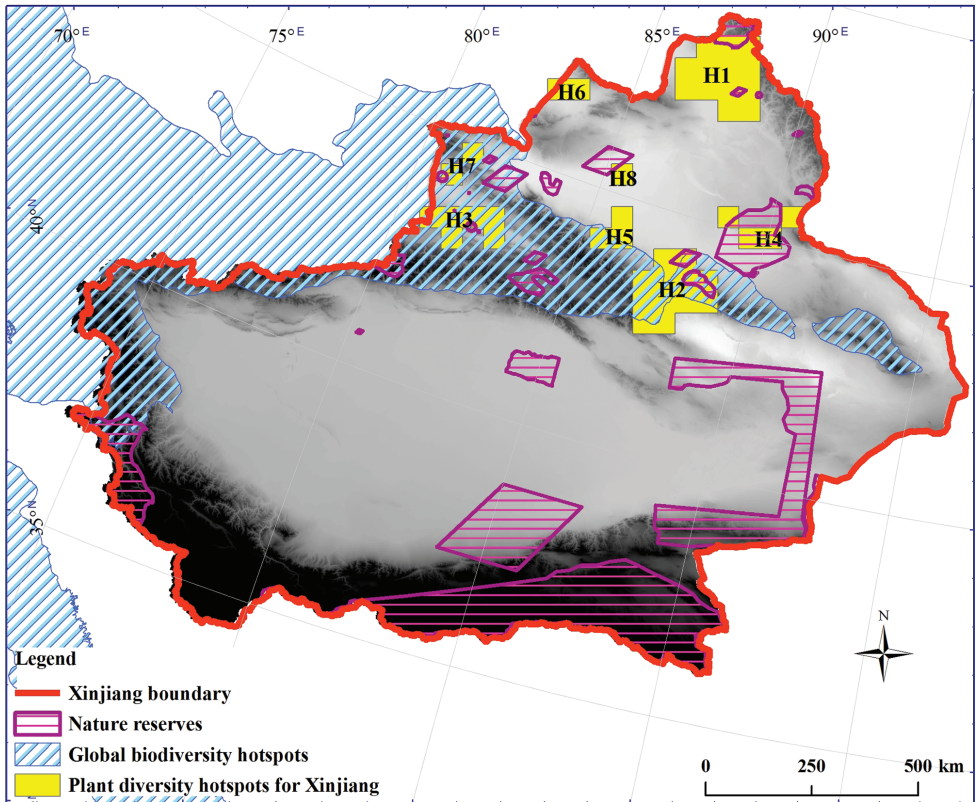 70°E
75°E
80°E
85°E
90°E
H1
H6
H7
H8
H3
H5
H4
H2
40°N
35°N
N
Legend
Xinjiang boundary
Nature reserves
Global biodiversity hotspots
Plant diversity hotspots for Xinjiang
0 250 500 km